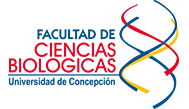 FACULTAD DE
CIENCIAS
BIOLOGICAS
Universidad de Concepción